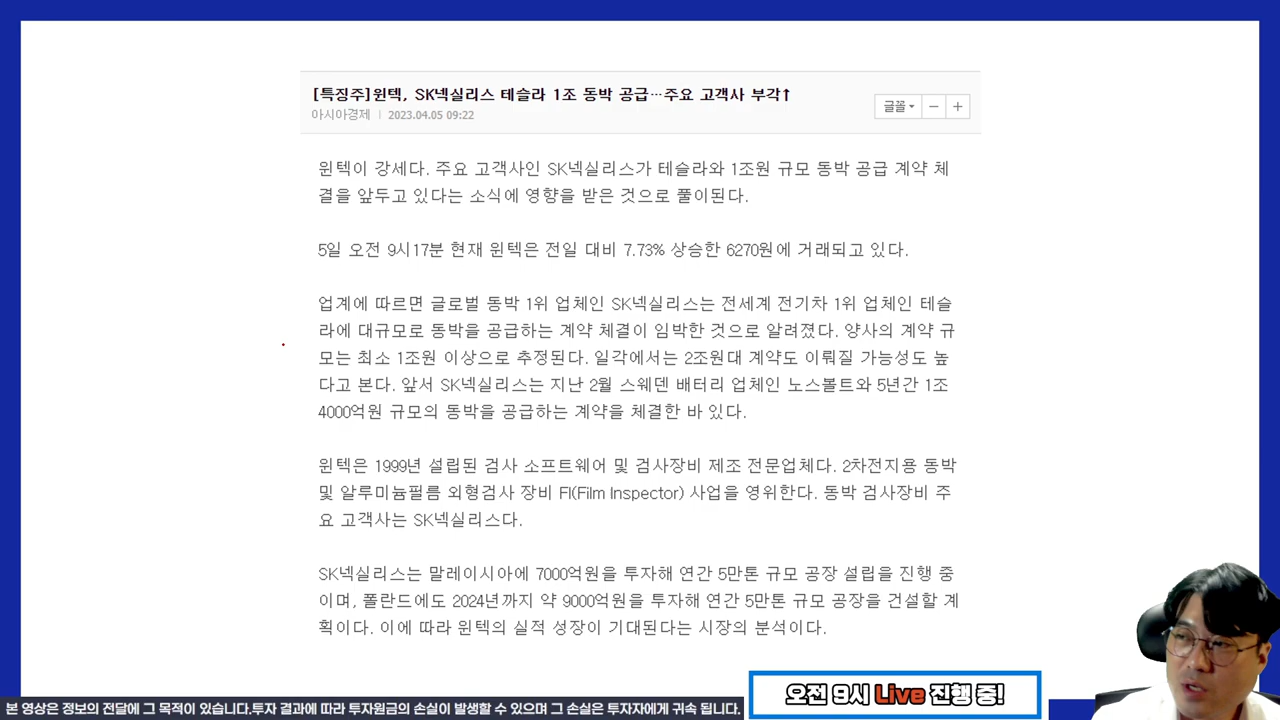 [특징주]윈텍, SK넥실리스 테슬라 1조 동박 공급…주요 고객사 부각↑
아시아경제 | 2023.04.05 09:22
글꼴
윈텍이 강세다. 주요 고객사인 SK넥실리스가 테슬라와 1조원 규모 동박 공급 계약 체
결을 앞두고 있다는 소식에 영향을 받은 것으로 풀이된다.
5일 오전 9시17분 현재 윈텍은 전일 대비 7.73% 상승한 6270원에 거래되고 있다.
업계에 따르면 글로벌 동박 1위 업체인 SK넥실리스는 전세계 전기차 1위 업체인 테슬
라에 대규모로 동박을 공급하는 계약 체결이 임박한 것으로 알려졌다. 양사의 계약 규
모는 최소 1조원 이상으로 추정된다. 일각에서는 2조원대 계약도 이뤄질 가능성도 높
다고 본다. 앞서 SK넥실리스는 지난 2월 스웨덴 배터리 업체인 노스볼트와 5년간 1조
4000억원 규모의 동박을 공급하는 계약을 체결한 바 있다.
윈텍은 1999년 설립된 검사 소프트웨어 및 검사장비 제조 전문업체다. 2차전지용 동박
및 알루미늄필름 외형검사 장비 FI(Film Inspector) 사업을 영위한다. 동박 검사장비 주
요 고객사는 SK넥실리스다.
SK넥실리스는 말레이시아에 7000억원을 투자해 연간 5만톤 규모 공장 설립을 진행 중
이며, 폴란드에도 2024년까지 약 9000억원을 투자해 연간 5만톤 규모 공장을 건설할 계
획이다. 이에 따라 윈텍의 실적 성장이 기대된다는 시장의 분석이다.
오전 9시 Live 진행 중!
본 영상은 정보의 전달에 그 목적이 있습니다.투자 결과에 따라 투자원금의 손실이 발생할 수 있으며 그 손실은 투자자에게 귀속 됩니다.